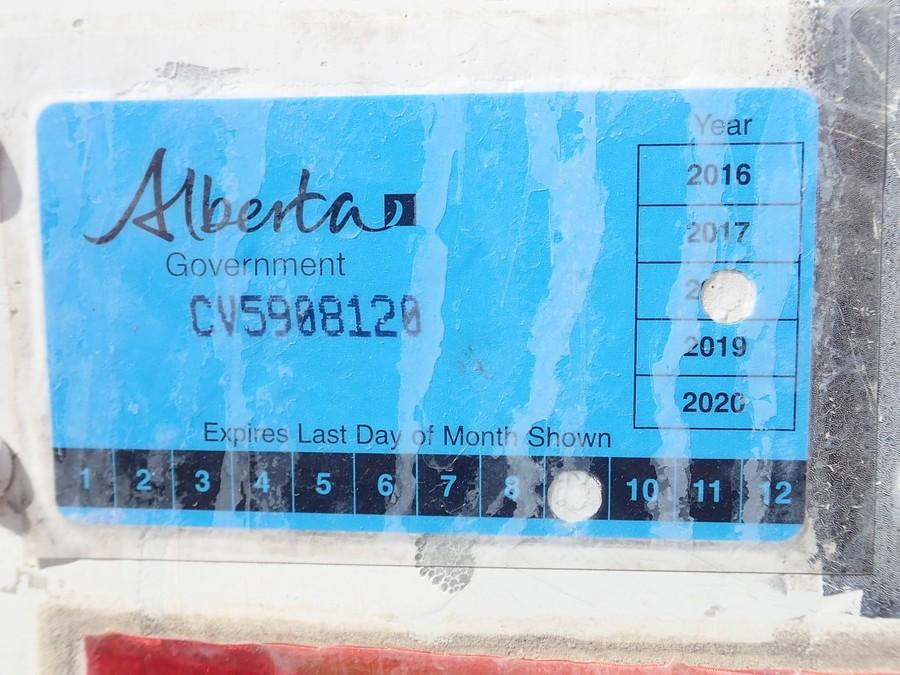 Year
2016
2017
2019
2020
Alberta
Government
CV5908120
Expires Last Day of Month Shown
1 2 3 4 5 6 7 8 10 11 12